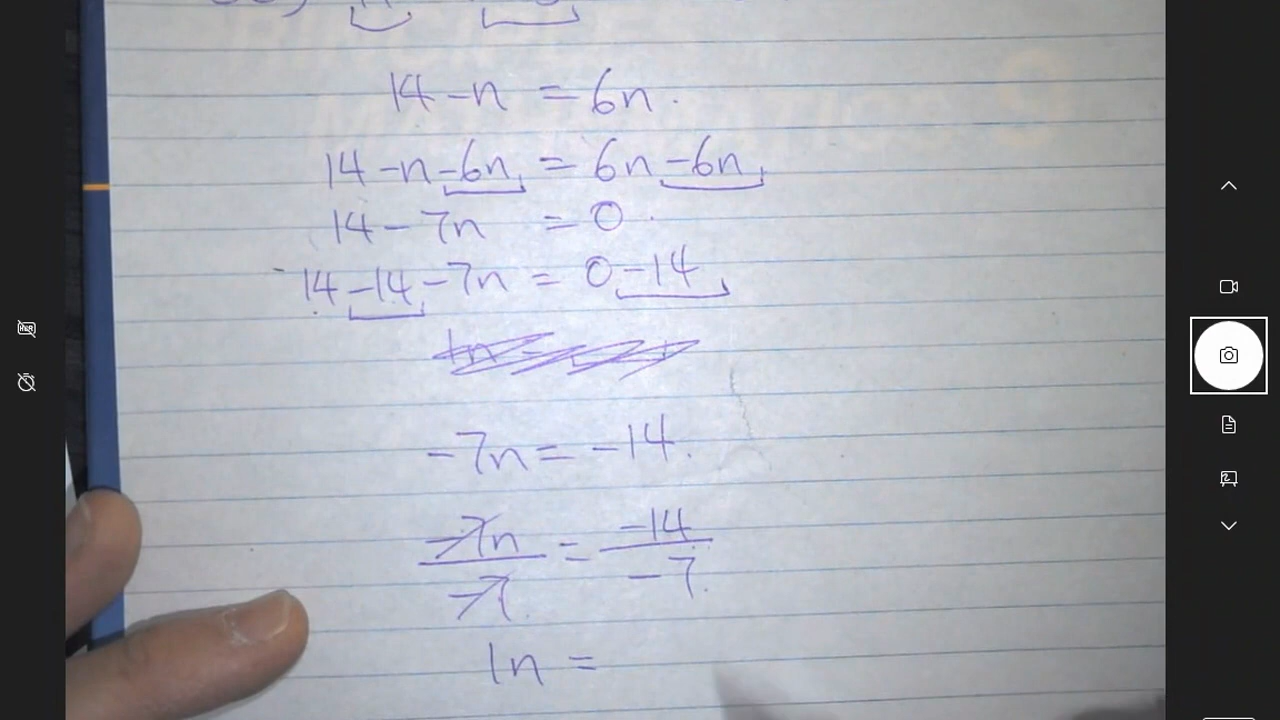 14 - n = 6n.
14 - n - 6n = 6n - 6n
14 - 7n = 0.
14 - 14 - 7n = 0 - 14
-7n = -14.
-7n / -7 = -14 / -7
1n =